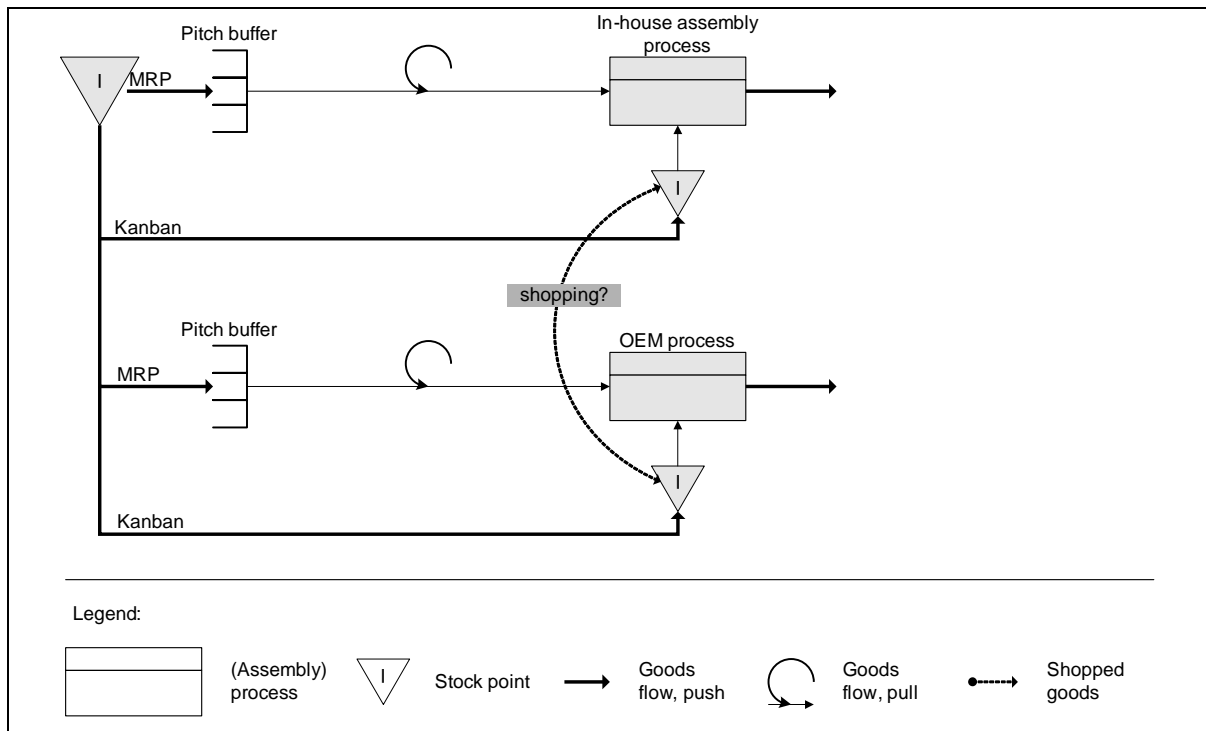 Pitch buffer
In-house assembly
process
I
MRP
I
Kanban
shopping?
Pitch buffer
OEM process
MRP
I
Kanban
Legend:
(Assembly)
process
I
Stock point
Goods
flow, push
Goods
flow, pull
Shopped
goods